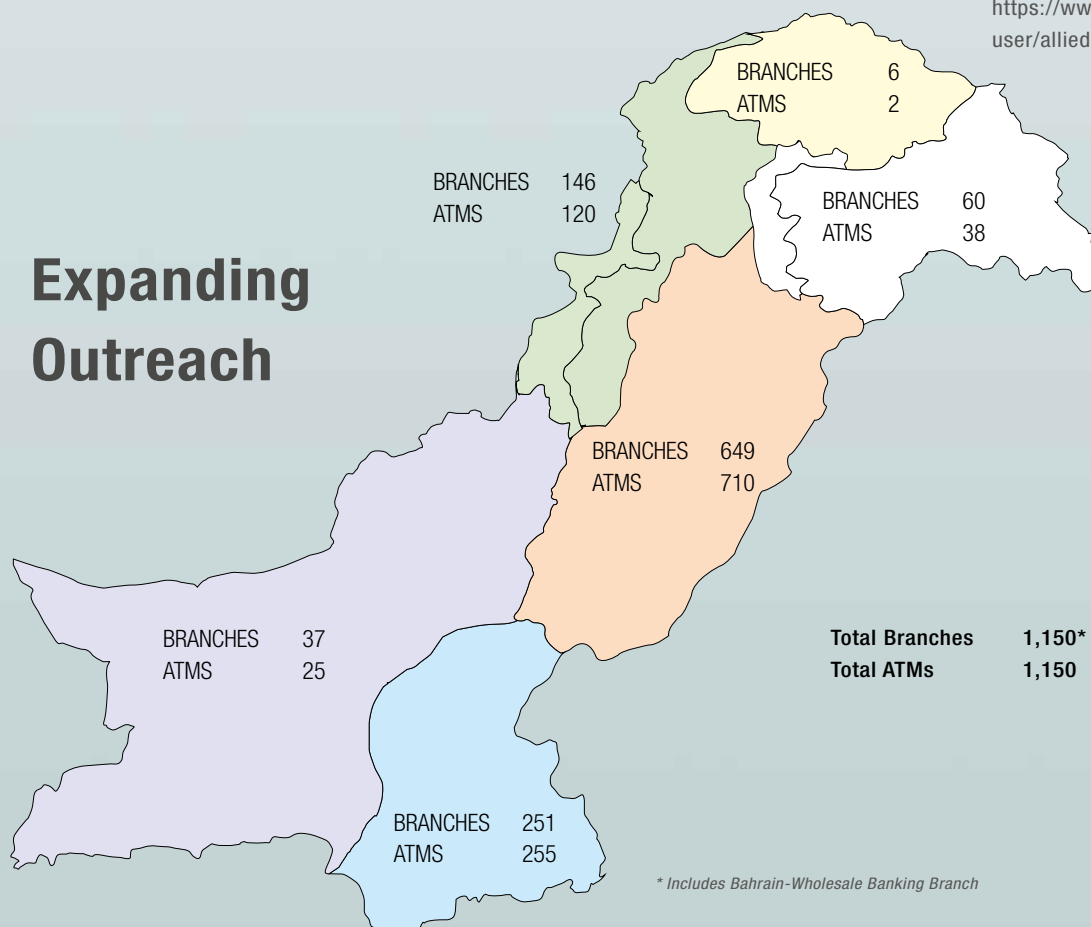 https://ww
user/allied
BRANCHES 6
ATMS 2
BRANCHES 146
ATMS 120
BRANCHES 60
ATMS 38
Expanding
Outreach
BRANCHES 649
ATMS 710
BRANCHES 37
ATMS 25
Total Branches 1,150*
Total ATMs 1,150
BRANCHES 251
ATMS 255
* Includes Bahrain-Wholesale Banking Branch